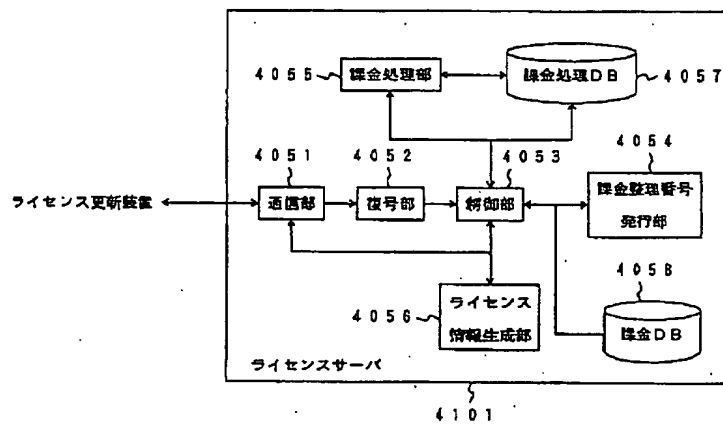 4055
課金処理部
課金処理DB
4057
4051
4052
4053
4054
ライセンス更新装置
通信部
復号部
制御部
課金整理番号
発行部
4056
ライセンス
情報生成部
4058
課金DB
ライセンスサーバ
4101